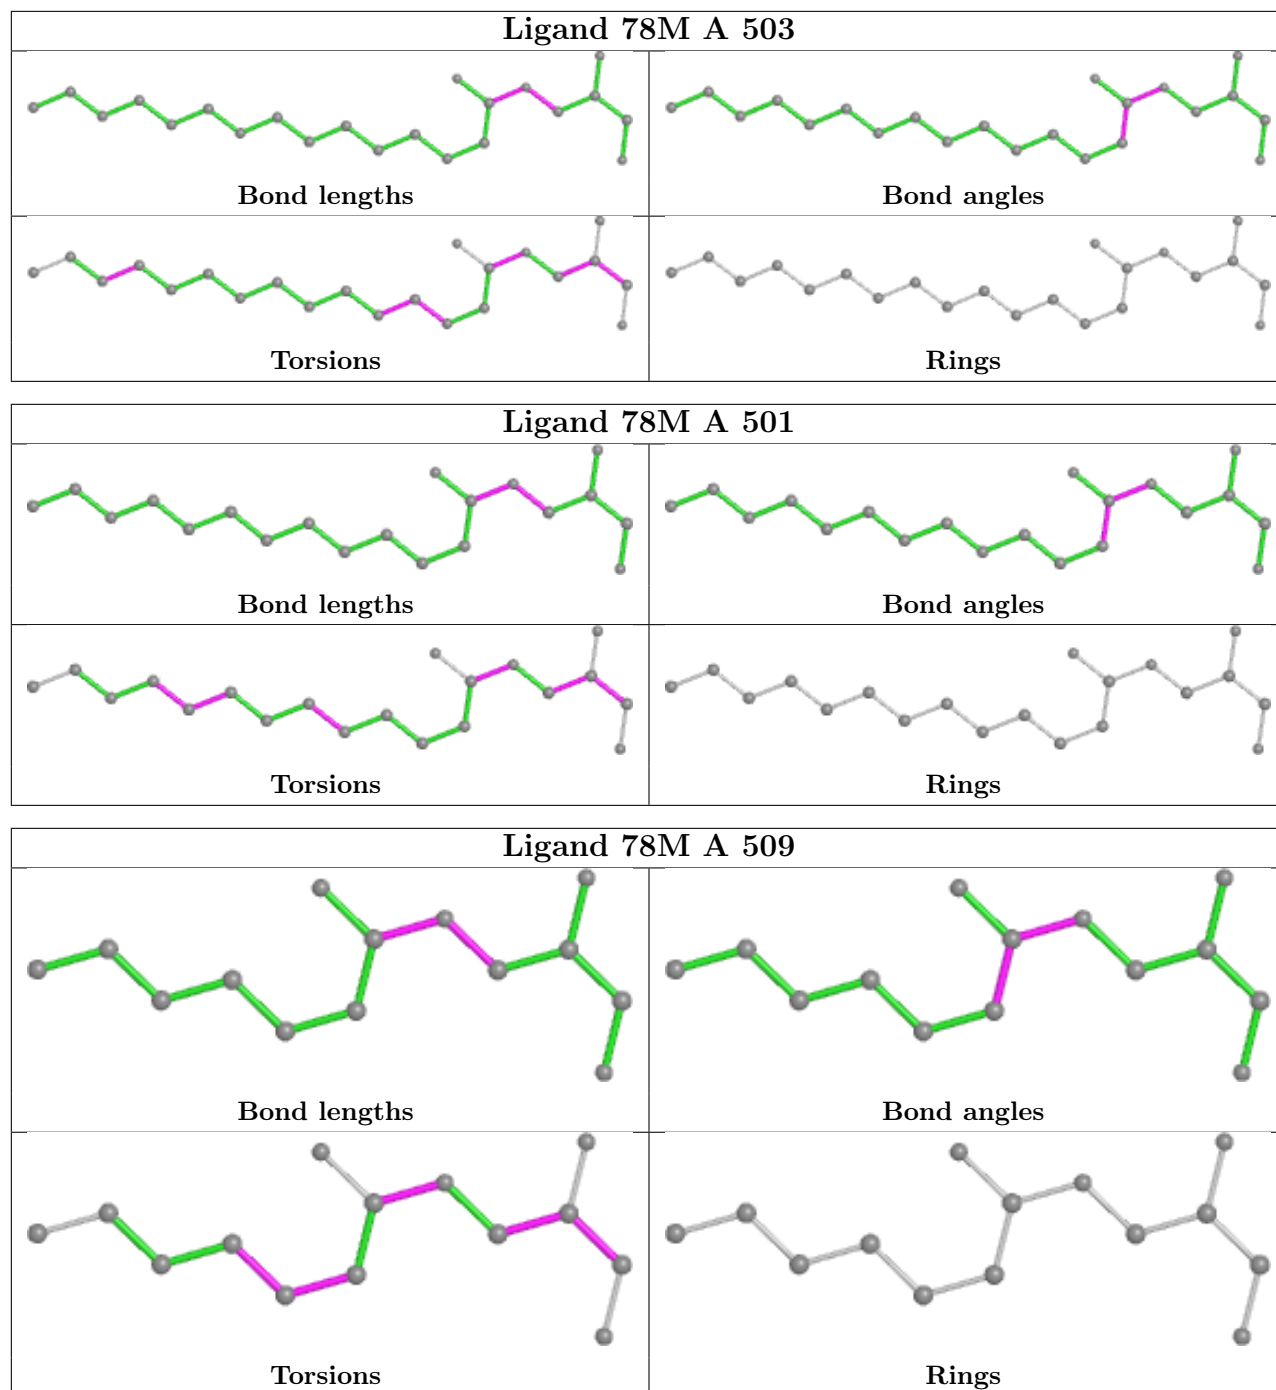 Ligand 78M A 503
Bond lengths
Bond angles
Torsions
Rings
Ligand 78M A 501
Bond lengths
Bond angles
Torsions
Rings
Ligand 78M A 509
Bond lengths
Bond angles
Torsions
Rings